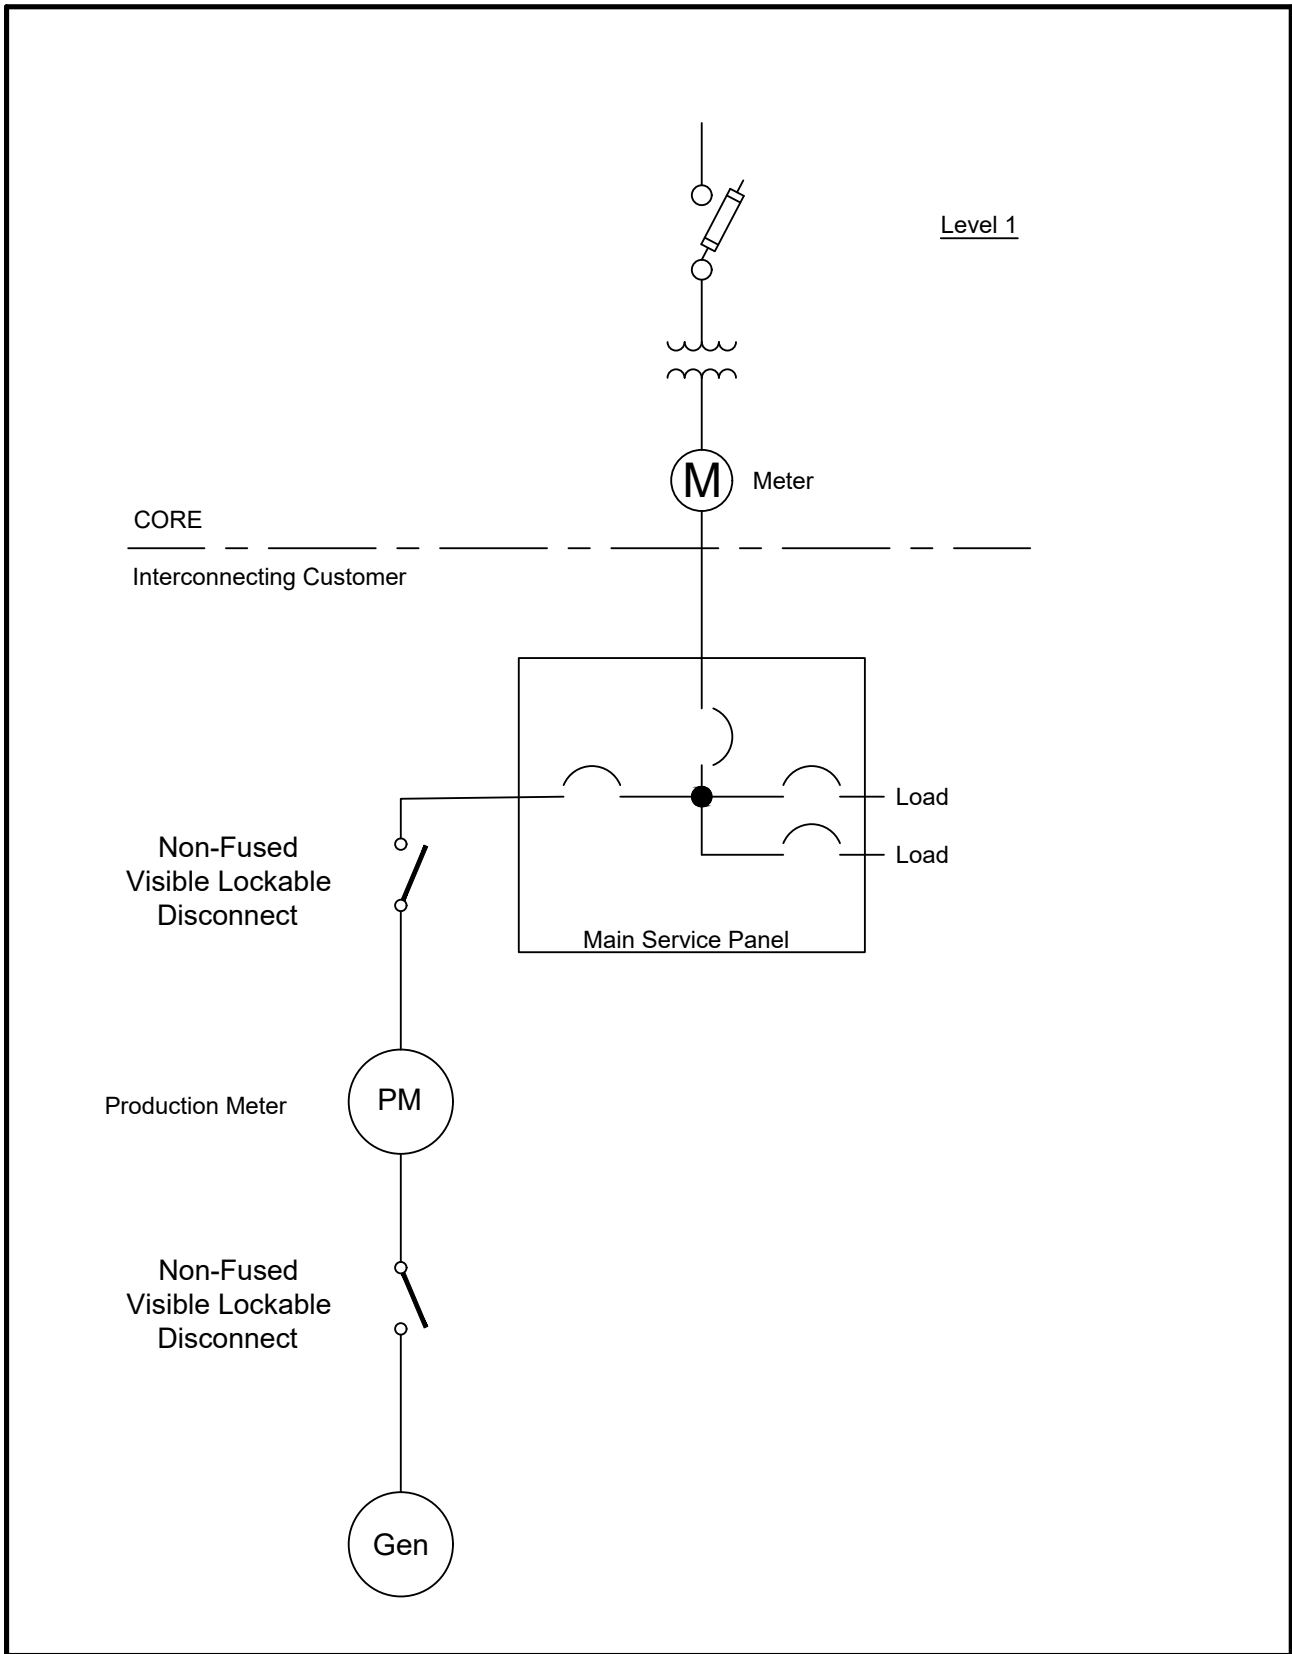 Level 1
M
Meter
CORE
Interconnecting Customer
Load
Non-Fused
Visible Lockable
Disconnect
Load
Main Service Panel
PM
Production Meter
Non-Fused
Visible Lockable
Disconnect
Gen